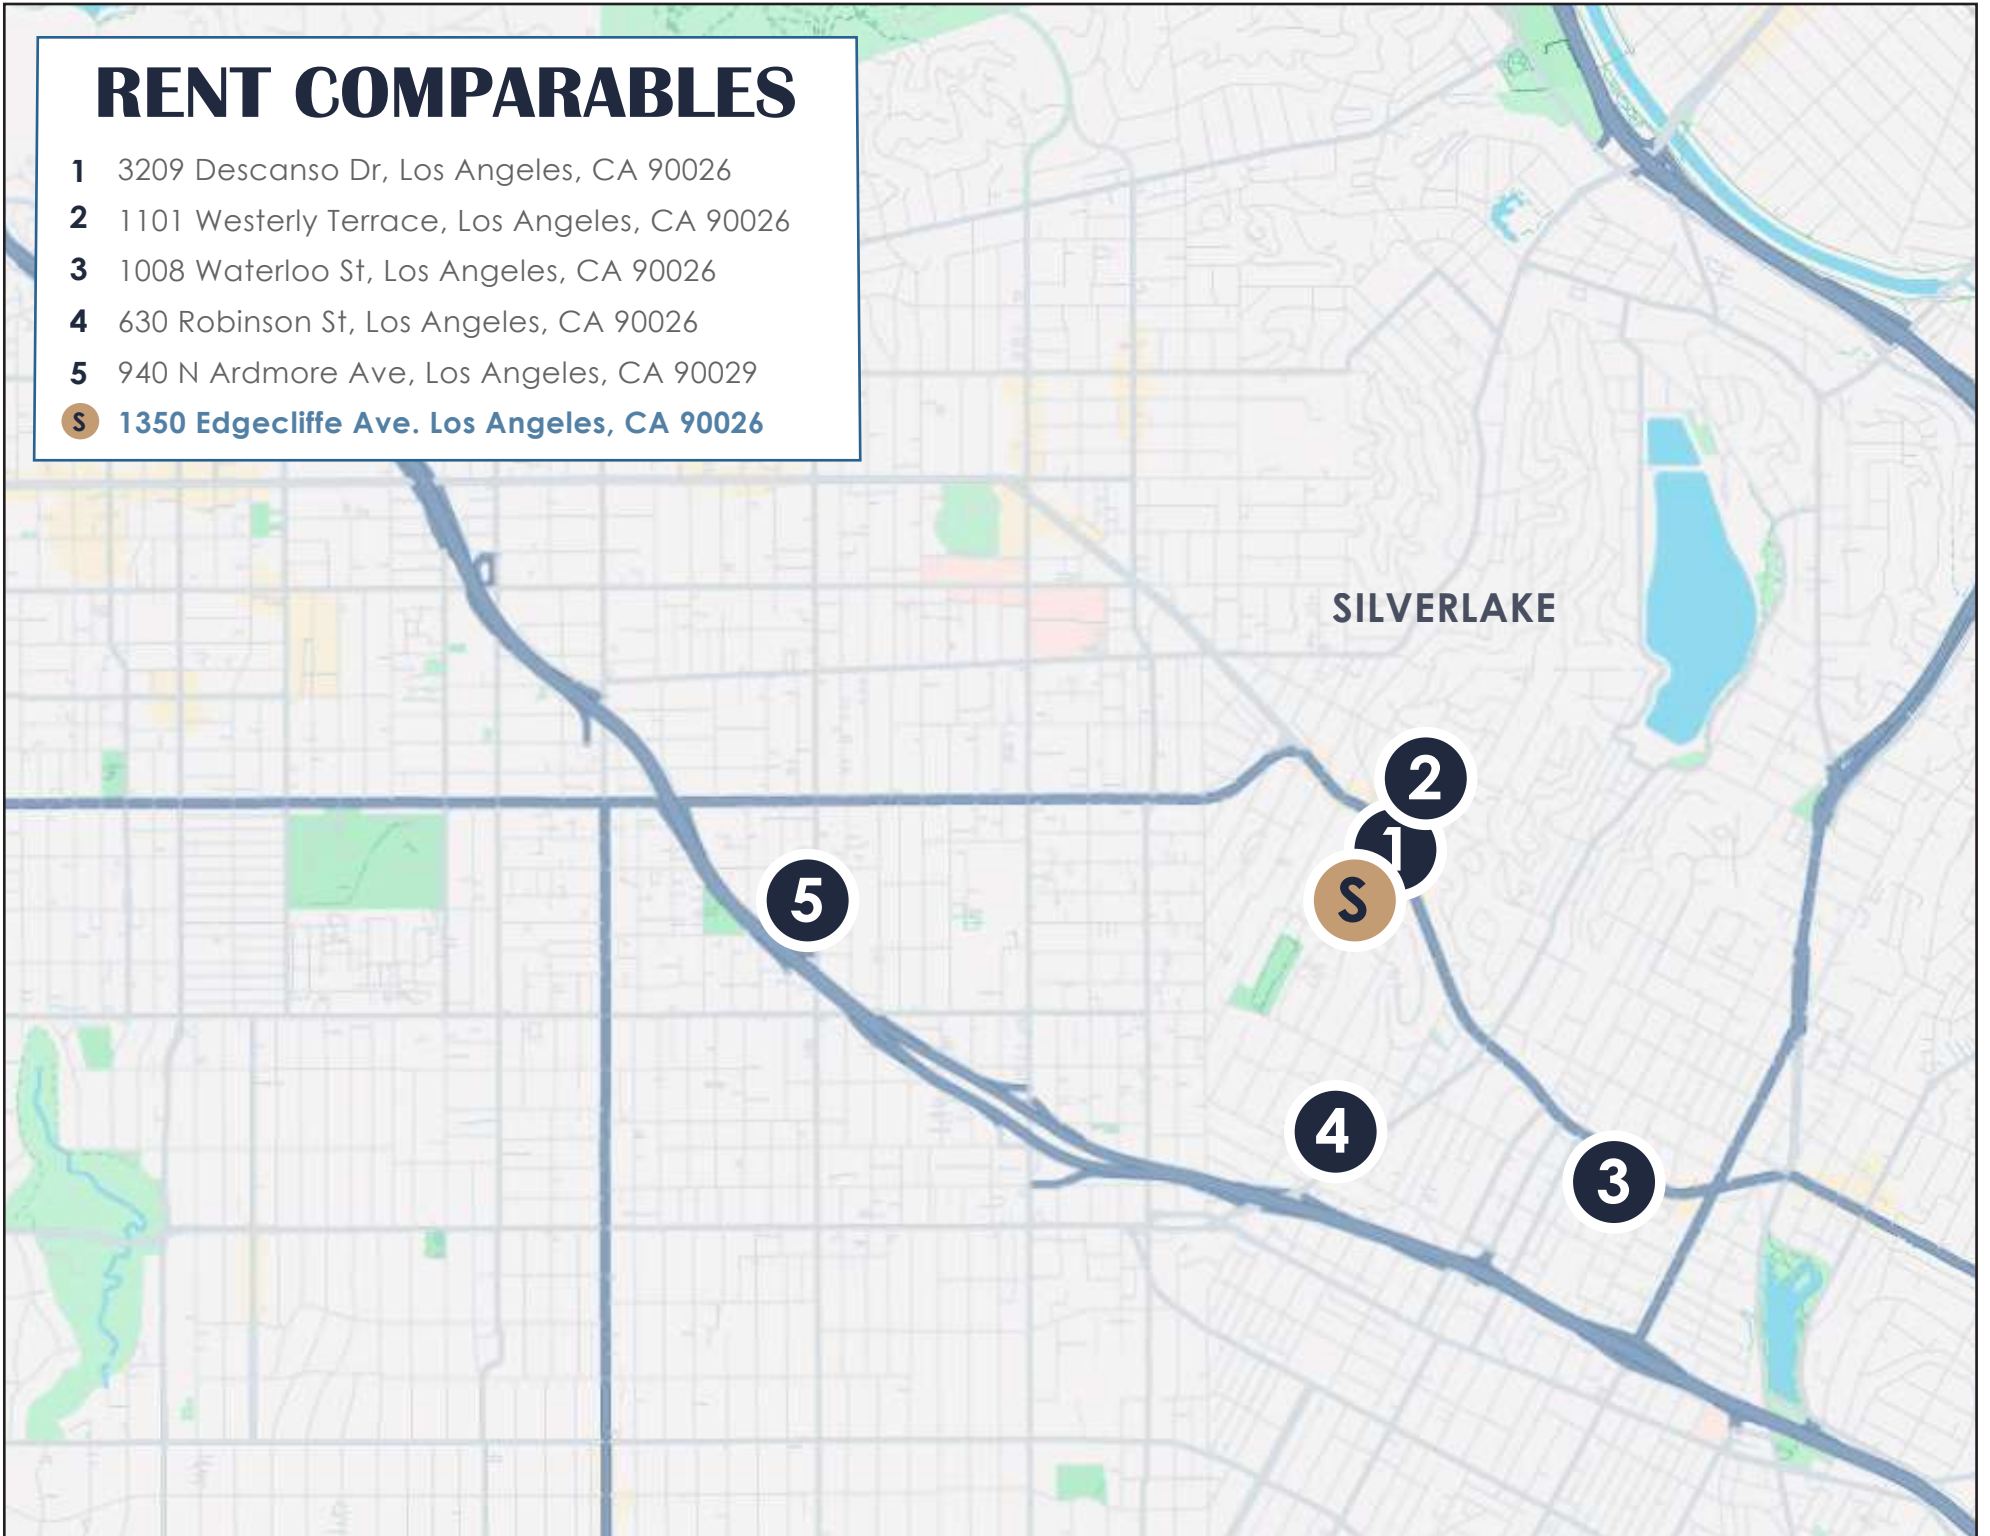 RENT COMPARABLES
1 3209 Descanso Dr, Los Angeles, CA 90026
2 1101 Westerly Terrace, Los Angeles, CA 90026
3 1008 Waterloo St, Los Angeles, CA 90026
4 630 Robinson St, Los Angeles, CA 90026
5 940 N Ardmore Ave, Los Angeles, CA 90029
S 1350 Edgecliffe Ave. Los Angeles, CA 90026
SILVERLAKE
2
1
S
5
4
3